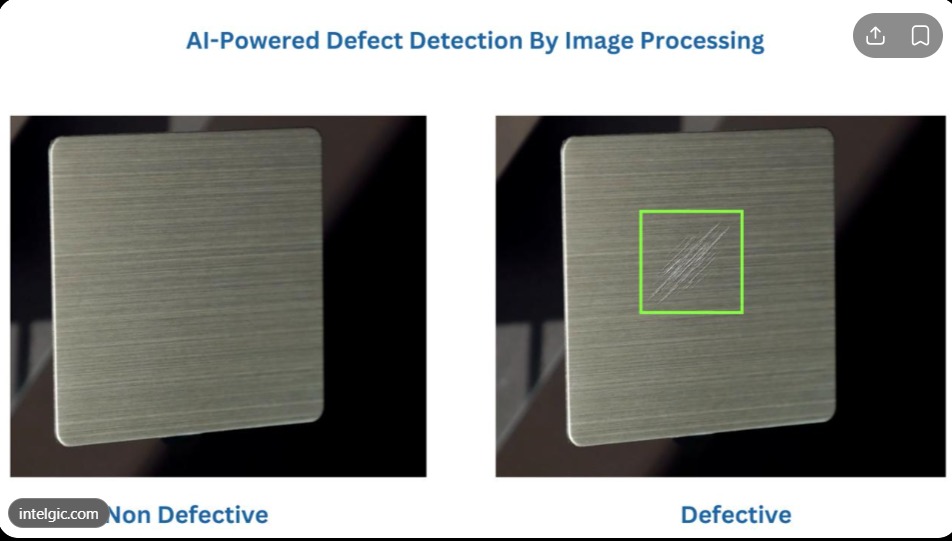 AI-Powered Defect Detection By Image Processing
intelgic.com
Non Defective
Defective